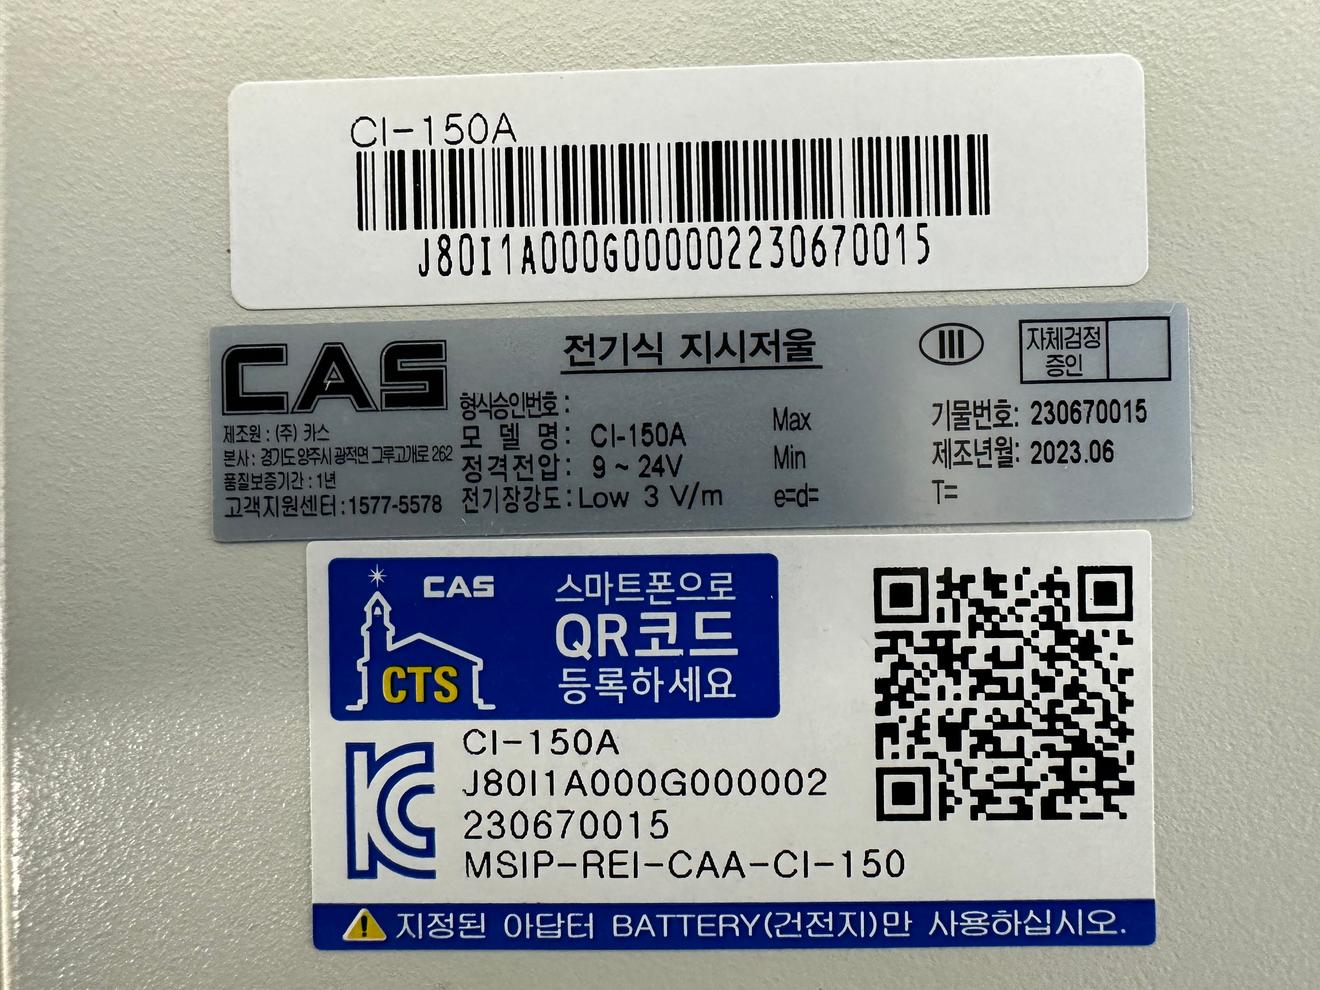 CI-150A
J80I1A000G000002230670015
CAS
전기식 지시저울
III
자체검정
증인
제조원 : (주) 카스
본사 : 경기도 양주시 광적면 그루고개로 262
품질보증기간 : 1년
고객지원센터 : 1577-5578
형식승인번호 :
모 델 명 : CI-150A
정격전압 : 9 ~ 24V
전기장강도 : Low 3 V/m
Max
Min
e=d=
기물번호: 230670015
제조년월: 2023.06
T=
CAS
CTS
스마트폰으로
QR코드
등록하세요
KC
CI-150A
J80I1A000G000002
230670015
MSIP-REI-CAA-CI-150
지정된 아답터 BATTERY(건전지)만 사용하십시오.